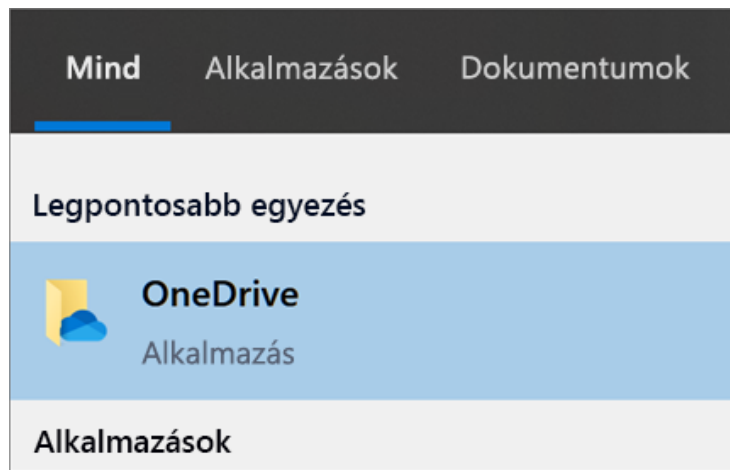 Mind Alkalmazások Dokumentumok
Legpontosabb egyezés
OneDrive
Alkalmazás
Alkalmazások